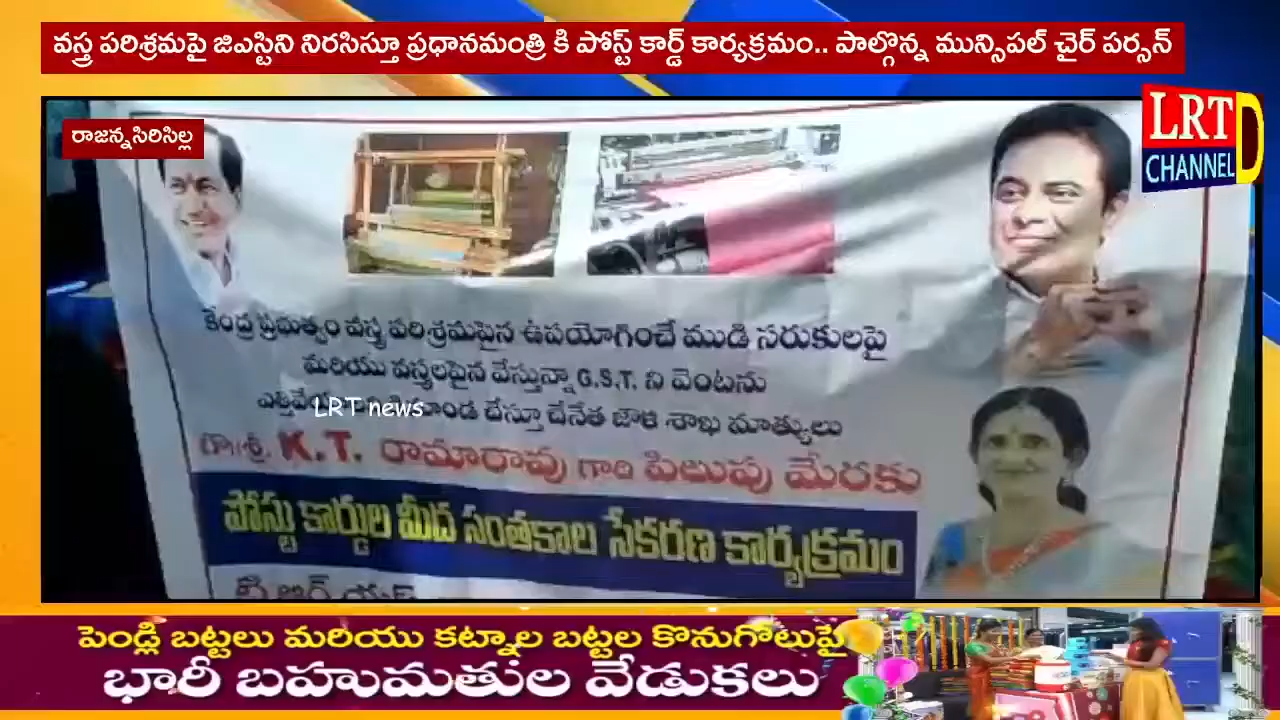 వస్త్ర పరిశ్రమపై జిఎస్టిని నిరసిస్తూ ప్రధానమంత్రి కి పోస్ట్ కార్డ్ కార్యక్రమం.. పాల్గొన్న మున్సిపల్ చైర్ పర్సన్
LRT
CHANNEL
D
రాజన్నసిరిసిల్ల
కేంద్ర ప్రభుత్వం వస్త్ర పరిశ్రమపైన ఉపయోగించే ముడి సరుకులపై
మరియు వస్త్రాలపైన వేస్తున్నా G.S.T. ని వెంటను
చేస్తూ చేనేత జౌళి శాఖ మాత్యులు
LRT news
గౌ॥శ్రీ. K.T. రామారావు గారి పిలుపు మేరకు
పోస్టు కార్డుల మీద సంతకాల సేకరణ కార్యక్రమం
పెండ్లి బట్టలు మరియు కట్నాల బట్టల కొనుగోలుపై
భారీ బహుమతుల వేడుకలు